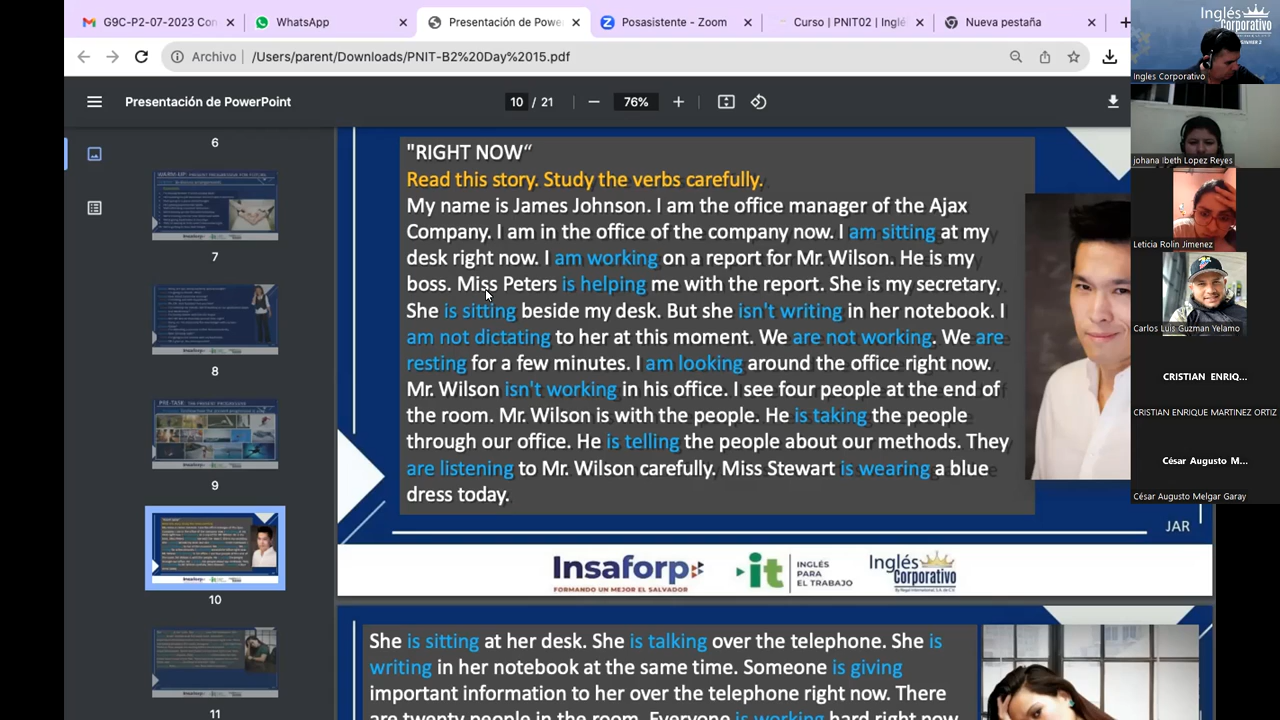 G9C-P2-07-2023 Con
WhatsApp
Presentación de Powe
Posasistente - Zoom
Curso | PNIT02 | Inglé
Nueva pestaña
Archivo
/Users/parent/Downloads/PNIT-B2%20Day%2015.pdf
Presentación de PowerPoint
10 / 21
76%
6
7
8
9
10
11
"RIGHT NOW“
Read this story. Study the verbs carefully.
My name is James Johnson. I am the office manager of the Ajax
Company. I am in the office of the company now. I am sitting at my
desk right now. I am working on a report for Mr. Wilson. He is my
boss. Miss Peters is helping me with the report. She is my secretary.
She is sitting beside my desk. But she isn't writing in her notebook. I
am not dictating to her at this moment. We are not working. We are
resting for a few minutes. I am looking around the office right now.
Mr. Wilson isn't working in his office. I see four people at the end of
the room. Mr. Wilson is with the people. He is taking the people
through our office. He is telling the people about our methods. They
are listening to Mr. Wilson carefully. Miss Stewart is wearing a blue
dress today.
JAR
Insaforp
FORMANDO UN MEJOR EL SALVADOR
it
INGLÉS
PARA
EL TRABAJO
Inglés
Corporativo
She is sitting at her desk. She is talking over the telephone. She is
writing in her notebook at the same time. Someone is giving
important information to her over the telephone right now. There
are twenty people in the room. Everyone is working hard right now.
Inglés
Corporativo
Ingles Corporativo
johana Ibeth Lopez Reyes
Leticia Rolin Jimenez
Carlos Luis Guzman Yelamo
CRISTIAN ENRIQ...
CRISTIAN ENRIQUE MARTINEZ ORTIZ
César Augusto M...
César Augusto Melgar Garay